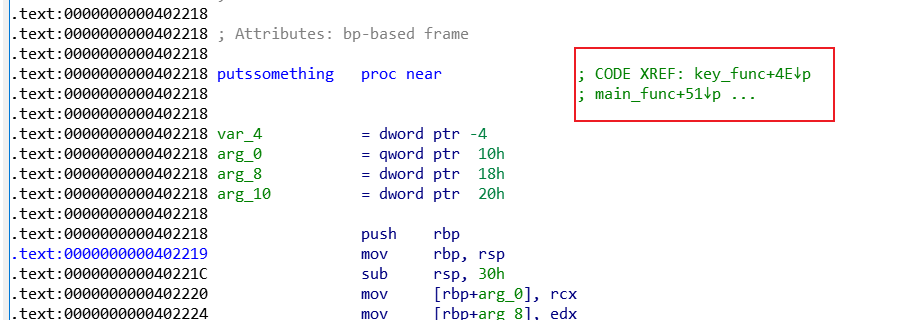 .text:0000000000402218
.text:0000000000402218 ; Attributes: bp-based frame
.text:0000000000402218
.text:0000000000402218 putssomething proc near ; CODE XREF: key_func+4E↓p
.text:0000000000402218 ; main_func+51↓p ...
.text:0000000000402218
.text:0000000000402218 var_4 = dword ptr -4
.text:0000000000402218 arg_0 = qword ptr 10h
.text:0000000000402218 arg_8 = dword ptr 18h
.text:0000000000402218 arg_10 = dword ptr 20h
.text:0000000000402218
.text:0000000000402218 push rbp
.text:0000000000402219 mov rbp, rsp
.text:000000000040221C sub rsp, 30h
.text:0000000000402220 mov [rbp+arg_0], rcx
.text:0000000000402224 mov [rbp+arg_8], edx